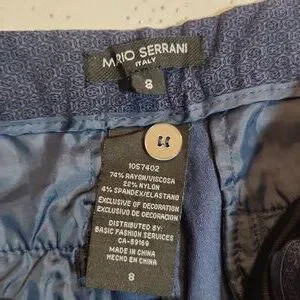 MARIO SERRANI
ITALY
8
1057402
74% RAYON/VISCOSA
22% NYLON
4% SPANDEX/ELASTANO
EXCLUSIVE OF DECORATION
EXCLUSIVO DE DECORACION
DISTRIBUTED BY:
BASIC FASHION SERVICES
CA-59169
MADE IN CHINA
HECHO EN CHINA
8